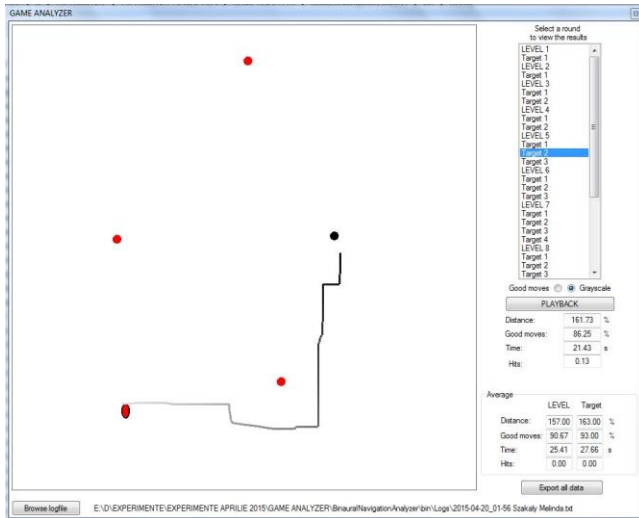 GAME ANALYZER
Select a round
to view the results
LEVEL 1
Target 1
LEVEL 2
Target 1
LEVEL 3
Target 1
Target 2
LEVEL 4
Target 1
Target 2
LEVEL 5
Target 1
Target 2
Target 3
LEVEL 6
Target 1
Target 2
Target 3
LEVEL 7
Target 1
Target 2
Target 3
Target 4
LEVEL 8
Target 1
Target 2
Target 3
Good moves Grayscale
PLAYBACK
Distance: 161.73 %
Good moves: 86.25 %
Time: 21.43 s
Hits: 0.13
Average
LEVEL Target
Distance: 157.00 163.00 %
Good moves: 90.67 93.00 %
Time: 25.41 27.66 s
Hits: 0.00 0.00
Export all data
Browse logfile E:\D\EXPERIMENTE\EXPERIMENTE APRILIE 2015\GAME ANALYZER\BinauralNavigationAnalyzer\bin\Logs\2015-04-20_01-56 Szakaly Melinda.txt